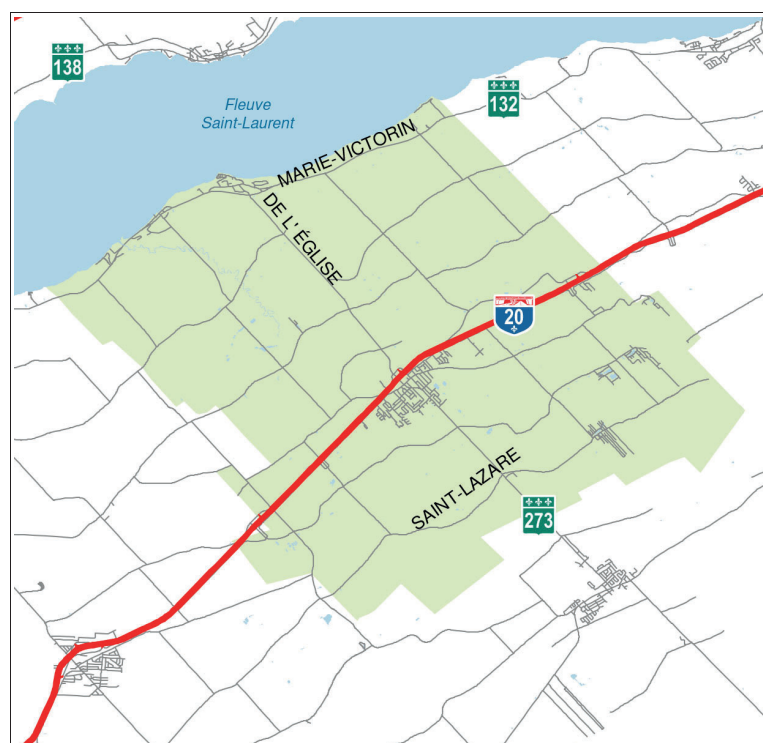 138
132
Fleuve
Saint-Laurent
MARIE-VICTORIN
DE L'ÉGLISE
20
SAINT-LAZARE
273